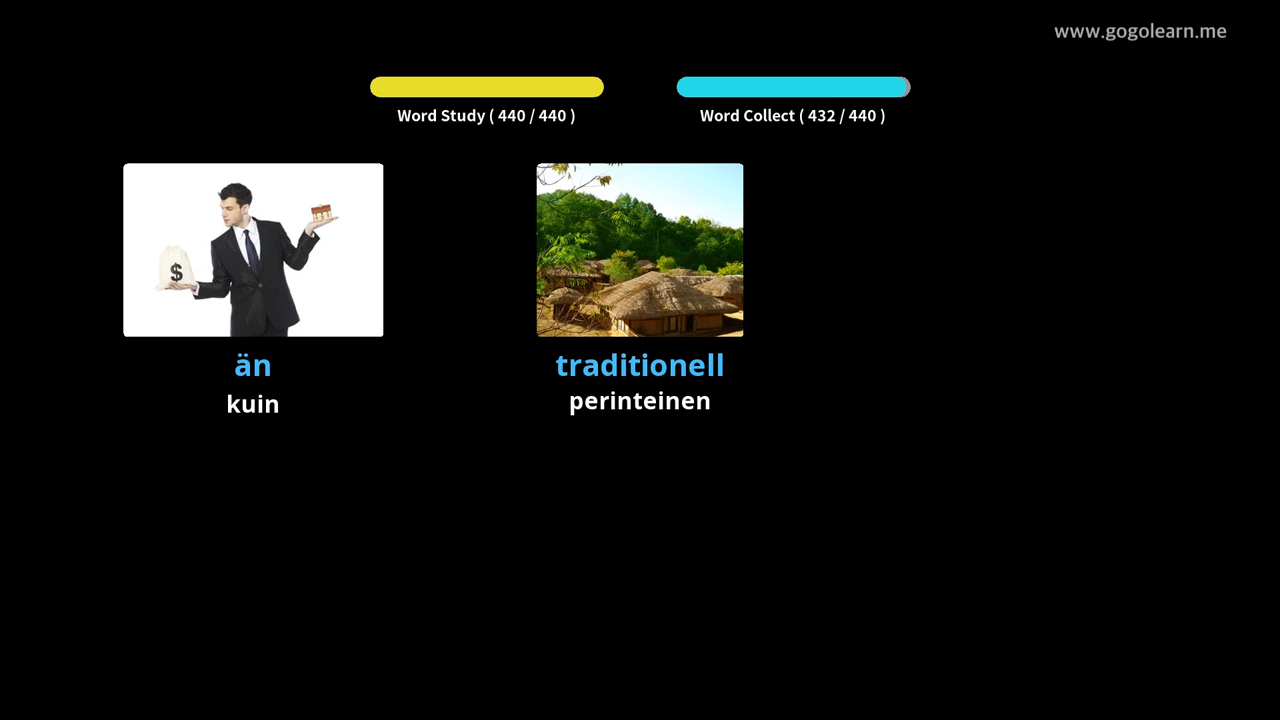 www.gogolearn.me
Word Study ( 440 / 440 )
Word Collect ( 432 / 440 )
$
än
kuin
traditionell
perinteinen